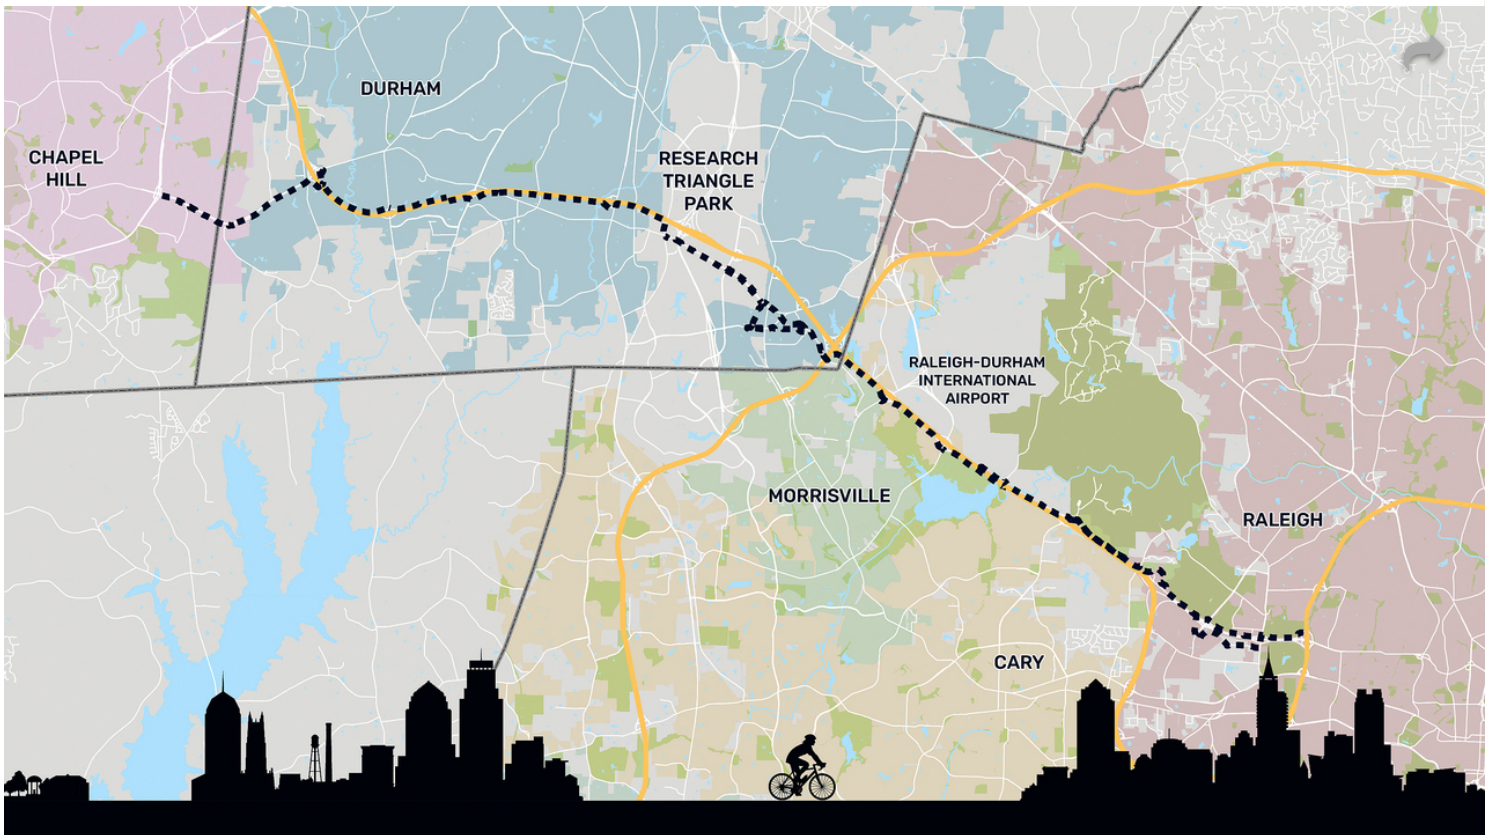 DURHAM
CHAPEL
HILL
RESEARCH
TRIANGLE
PARK
RALEIGH-DURHAM
INTERNATIONAL
AIRPORT
MORRISVILLE
RALEIGH
CARY